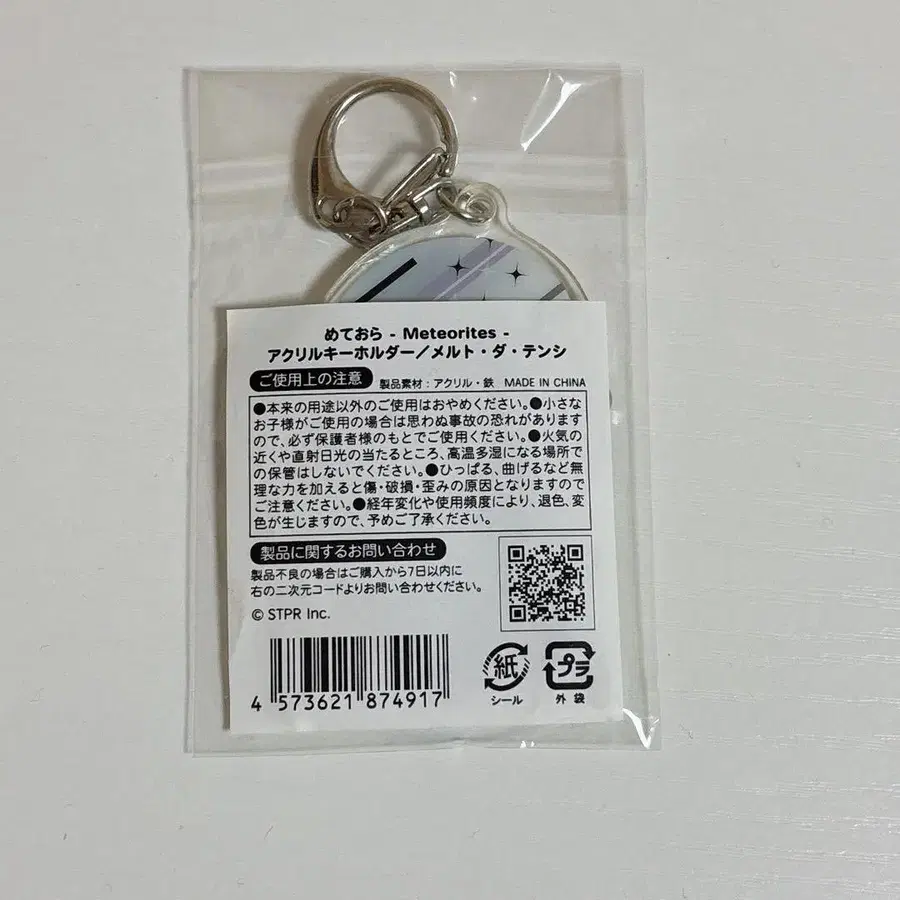 めておら - Meteorites -
アクリルキーホルダー／メルト・ダ・テンシ
ご使用上の注意 製品素材：アクリル・鉄 MADE IN CHINA
●本来の用途以外のご使用はおやめください。●小さな
お子様がご使用の場合は思わぬ事故の恐れがあります
ので、必ず保護者様のもとでご使用ください。●火気の
近くや直射日光の当たるところ、高温多湿になる場所で
の保管はしないでください。●ひっぱる、曲げるなど無
理な力を加えると傷・破損・歪みの原因となりますので
ご注意ください。●経年変化や使用頻度により、退色、変
色が生じますので、予めご了承ください。
製品に関するお問い合わせ
製品不良の場合はご購入から7日以内に
右の二次元コードよりお問い合わせください。
© STPR Inc.
4 573621 874917
紙
シール
プラ
外袋